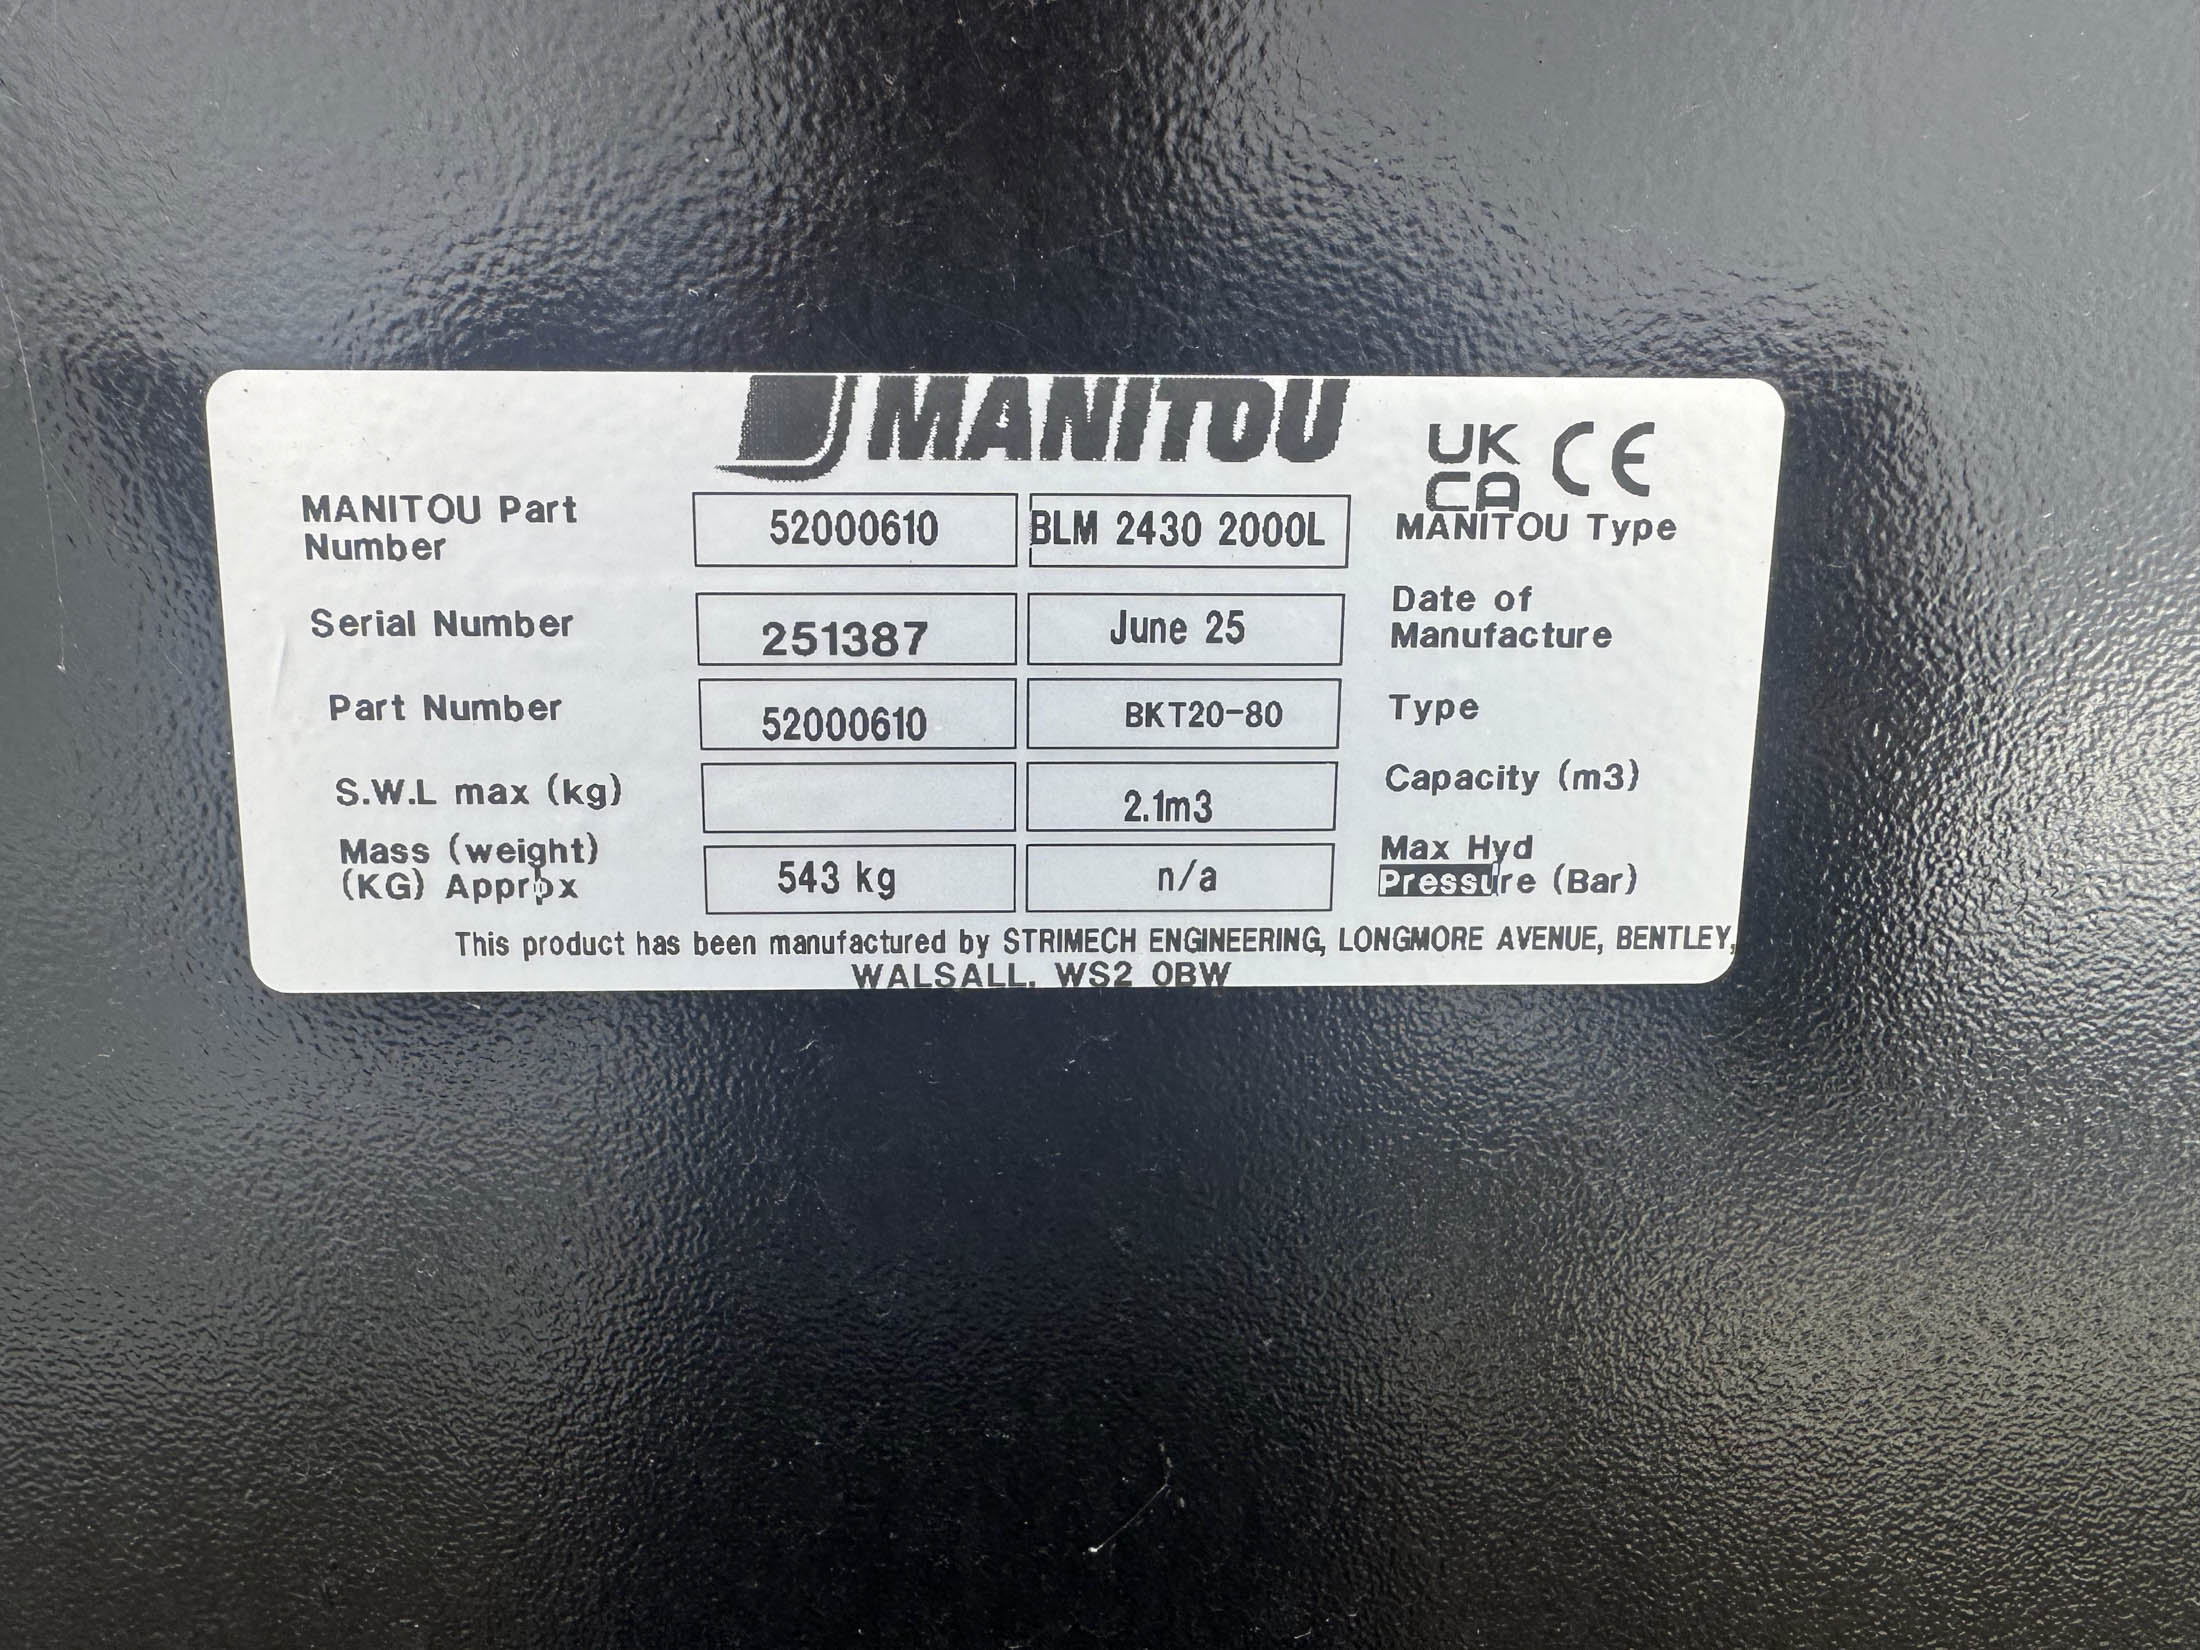 MANITOU
UK
CA CE
MANITOU Part
Number
52000610
BLM 2430 2000L
MANITOU Type
Serial Number
251387
June 25
Date of
Manufacture
Part Number
52000610
BKT20-80
Type
S.W.L max (kg)
2.1m3
Capacity (m3)
Mass (weight)
(KG) Approx
543 kg
n/a
Max Hyd
Pressure (Bar)
This product has been manufactured by STRIMECH ENGINEERING, LONGMORE AVENUE, BENTLEY,
WALSALL, WS2 0BW